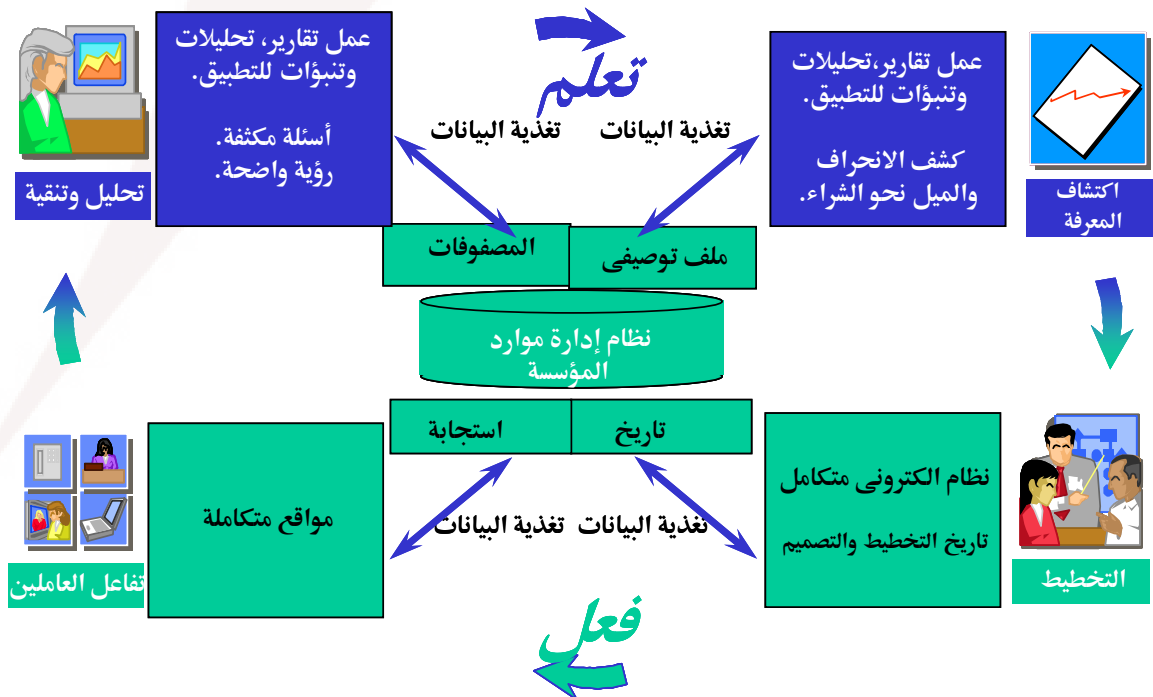 تعلم
عمل تقارير،تحليلات
وتنبؤات للتطبيق.
كشف الانحراف
والميل نحو الشراء.
اكتشاف
المعرفة
عمل تقارير، تحليلات
وتنبؤات للتطبيق.
أسئلة مكثفة.
رؤية واضحة.
تحليل وتنقية
تغذية البيانات
تغذية البيانات
ملف توصيفى
المصفوفات
نظام إدارة موارد
المؤسسة
تاريخ
استجابة
نظام الكترونى متكامل
تاريخ التخطيط والتصميم
التخطيط
مواقع متكاملة
تفاعل العاملين
تغذية البيانات
تغذية البيانات
فعل